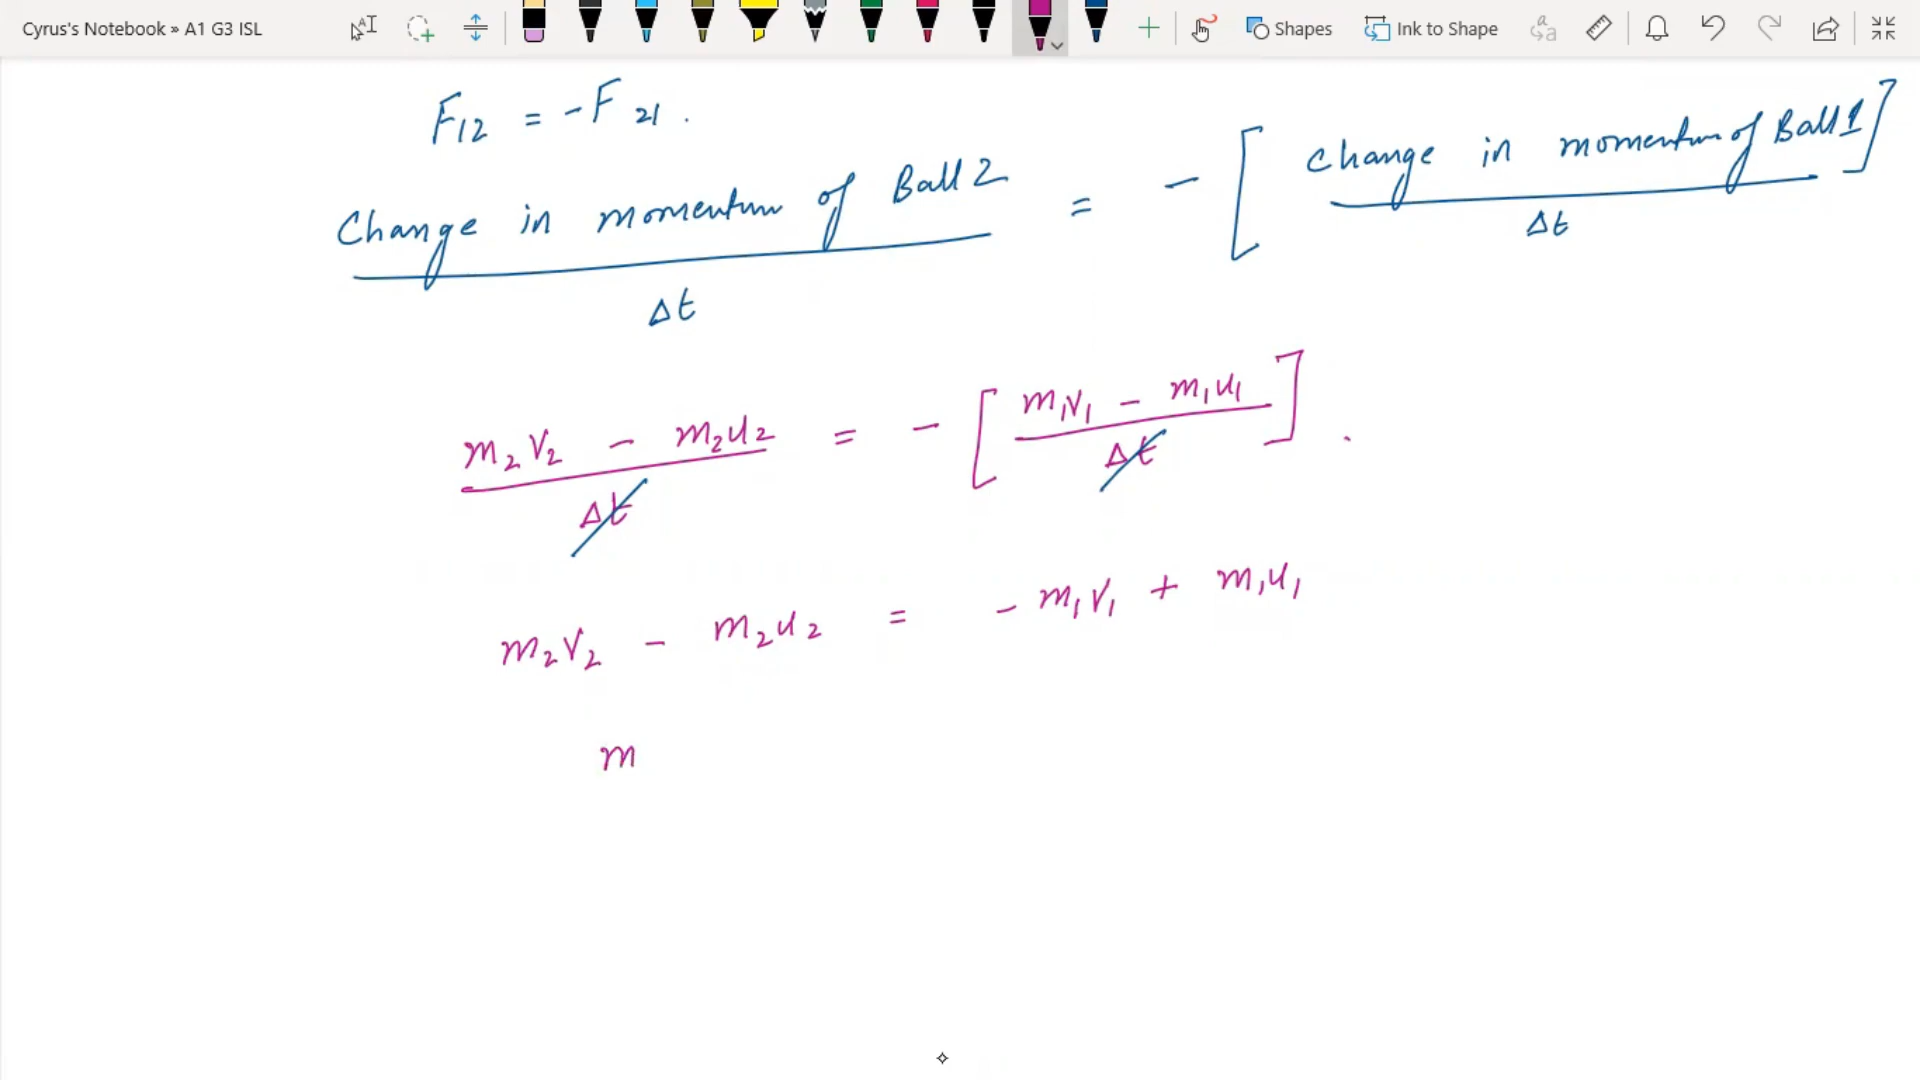 Cyrus's Notebook » A1 G3 ISL
Shapes
Ink to Shape
F12 = -F 21 .
Change in momentum of Ball 2 = - [ Change in momentum of Ball 1 ]
Δt Δt
m₂V₂ - m₂u₂ = - [ m₁V₁ - m₁u₁ ] .
Δt Δt
m₂V₂ - m₂u₂ = - m₁V₁ + m₁u₁
m